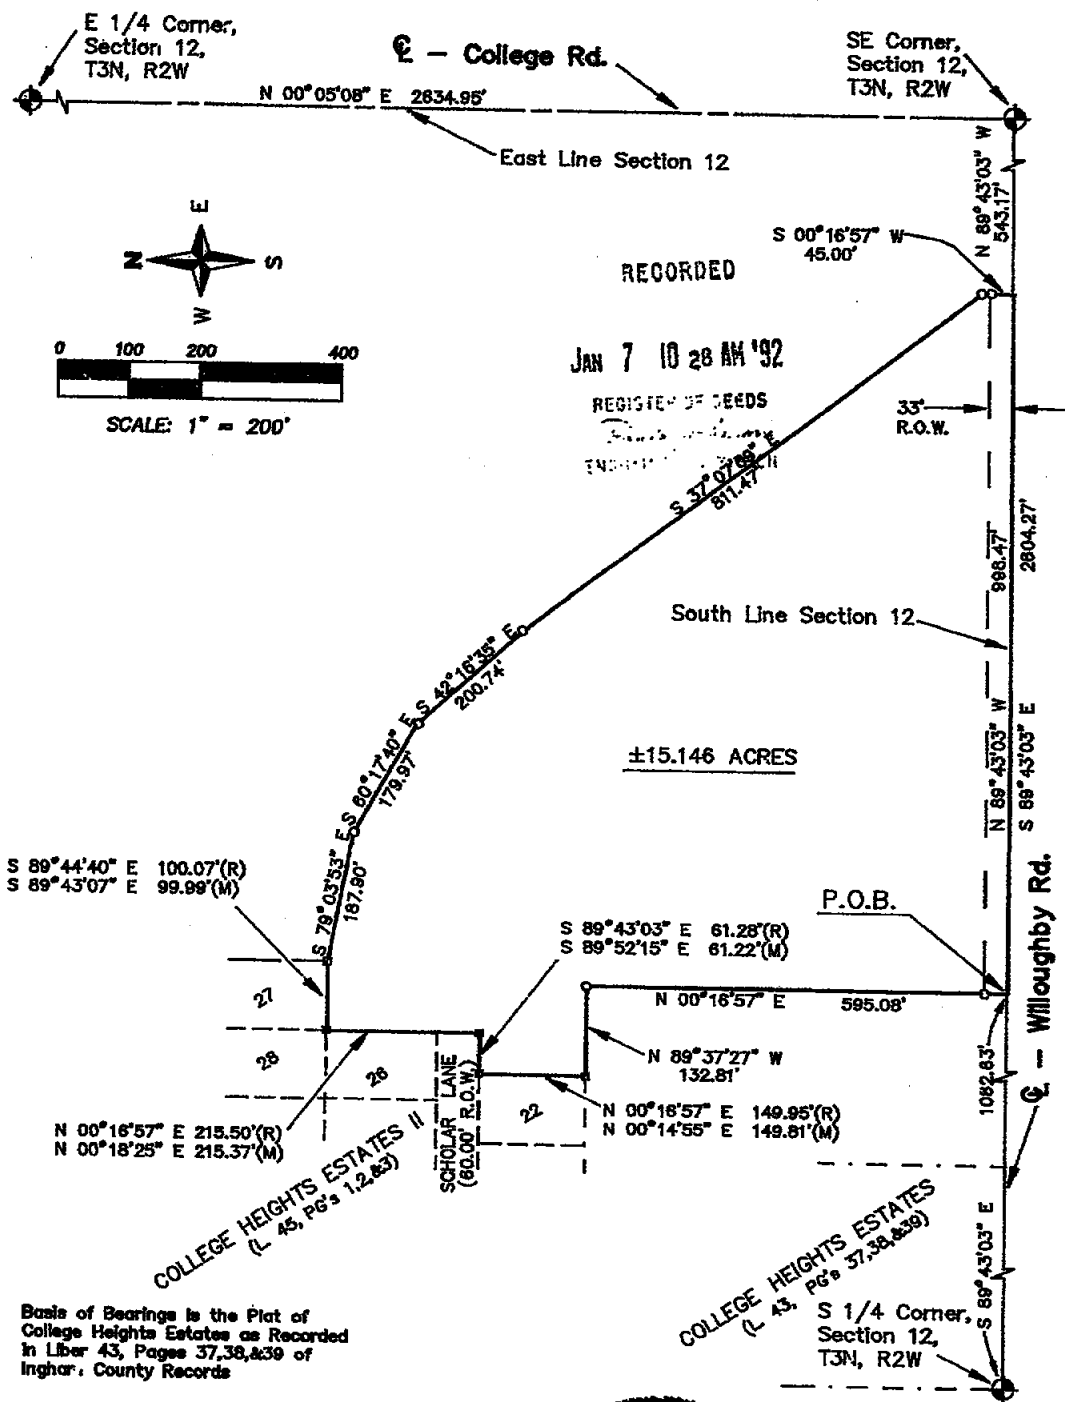 E 1/4 Corner,
Section 12,
T3N, R2W
℄ — College Rd.
SE Corner,
Section 12,
T3N, R2W
N 00°05'08" E 2634.95'
East Line Section 12
N 89°43'03" W
543.17'
S 00°16'57" W
45.00'
E
N
S
W
0 100 200 400
SCALE: 1" = 200'
RECORDED
JAN 7 10 28 AM '92
REGISTER OF DEEDS
33'
R.O.W.
S 37°07'09" E
811.47'
998.47'
2604.27'
South Line Section 12
S 42°16'35" E
200.74'
S 60°17'40" E
179.97'
±15.146 ACRES
N 89°43'03" W
S 89°43'03" E
S 79°03'53" E
187.90'
S 89°44'40" E 100.07'(R)
S 89°43'07" E 99.99'(M)
P.O.B.
S 89°43'03" E 61.28'(R)
S 89°52'15" E 61.22'(M)
℄ — Willoughby Rd.
N 00°16'57" E 595.08'
27
28
26
22
N 89°37'27" W
132.81'
1082.63'
SCHOLAR LANE
(60.00' R.O.W.)
N 00°16'57" E 149.95'(R)
N 00°14'55" E 149.81'(M)
N 00°16'57" E 215.50'(R)
N 00°18'25" E 215.37'(M)
COLLEGE HEIGHTS ESTATES II
(L 45, PG's 1,2,&3)
COLLEGE HEIGHTS ESTATES
(L 43, PG's 37,38,&39)
S 89°43'03" E
S 1/4 Corner,
Section 12,
T3N, R2W
Basis of Bearings is the Plat of
College Heights Estates as Recorded
in Liber 43, Pages 37,38,&39 of
Ingham County Records